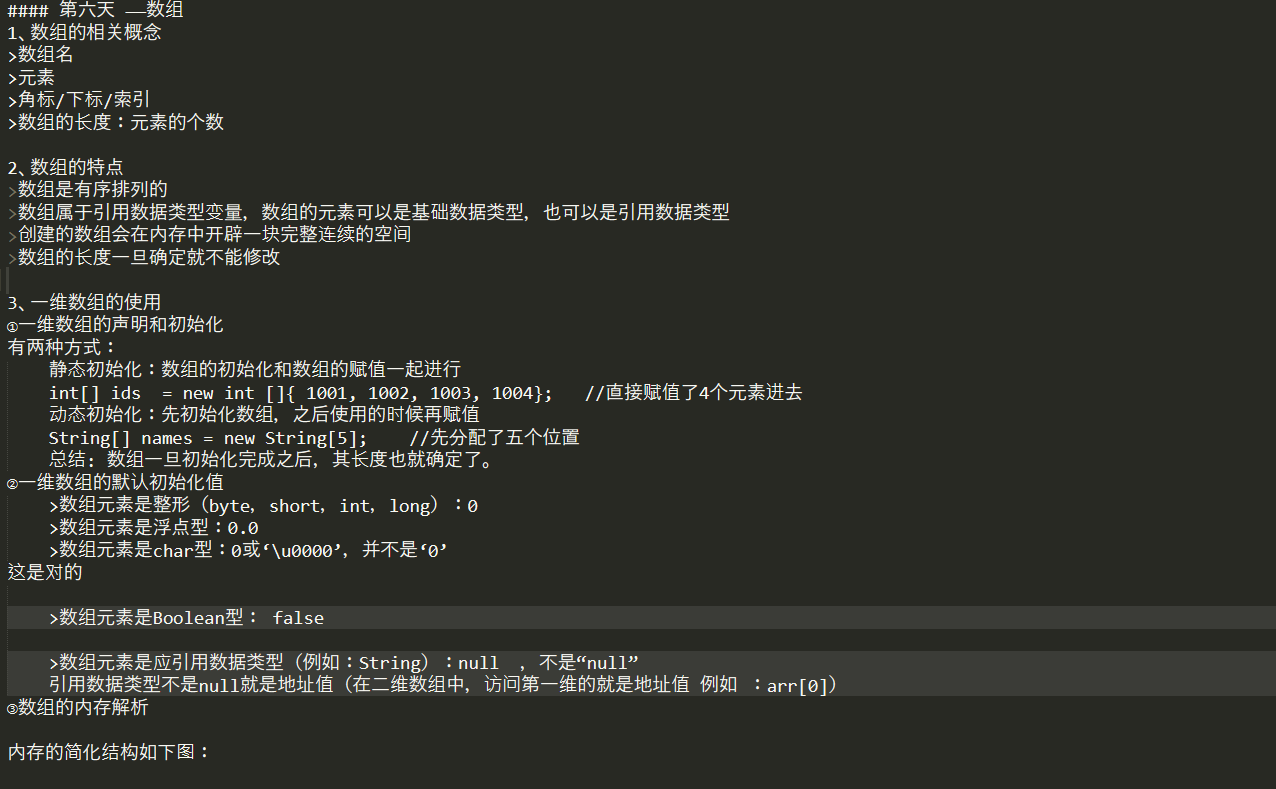 #### 第六天 ——数组
1、数组的相关概念
>数组名
>元素
>角标/下标/索引
>数组的长度：元素的个数
2、数组的特点
>数组是有序排列的
>数组属于引用数据类型变量，数组的元素可以是基础数据类型，也可以是引用数据类型
>创建的数组会在内存中开辟一块完整连续的空间
>数组的长度一旦确定就不能修改
3、一维数组的使用
①一维数组的声明和初始化
有两种方式：
静态初始化：数组的初始化和数组的赋值一起进行
int[] ids  = new int []{ 1001, 1002, 1003, 1004};   //直接赋值了4个元素进去
动态初始化：先初始化数组，之后使用的时候再赋值
String[] names = new String[5];    //先分配了五个位置
总结: 数组一旦初始化完成之后，其长度也就确定了。
②一维数组的默认初始化值
>数组元素是整形（byte，short，int，long）：0
>数组元素是浮点型：0.0
>数组元素是char型：0或‘\u0000’，并不是‘0’
这是对的
>数组元素是Boolean型： false
>数组元素是应引用数据类型（例如：String）：null  ，不是“null”
引用数据类型不是null就是地址值（在二维数组中，访问第一维的就是地址值 例如 ：arr[0]）
③数组的内存解析
内存的简化结构如下图：